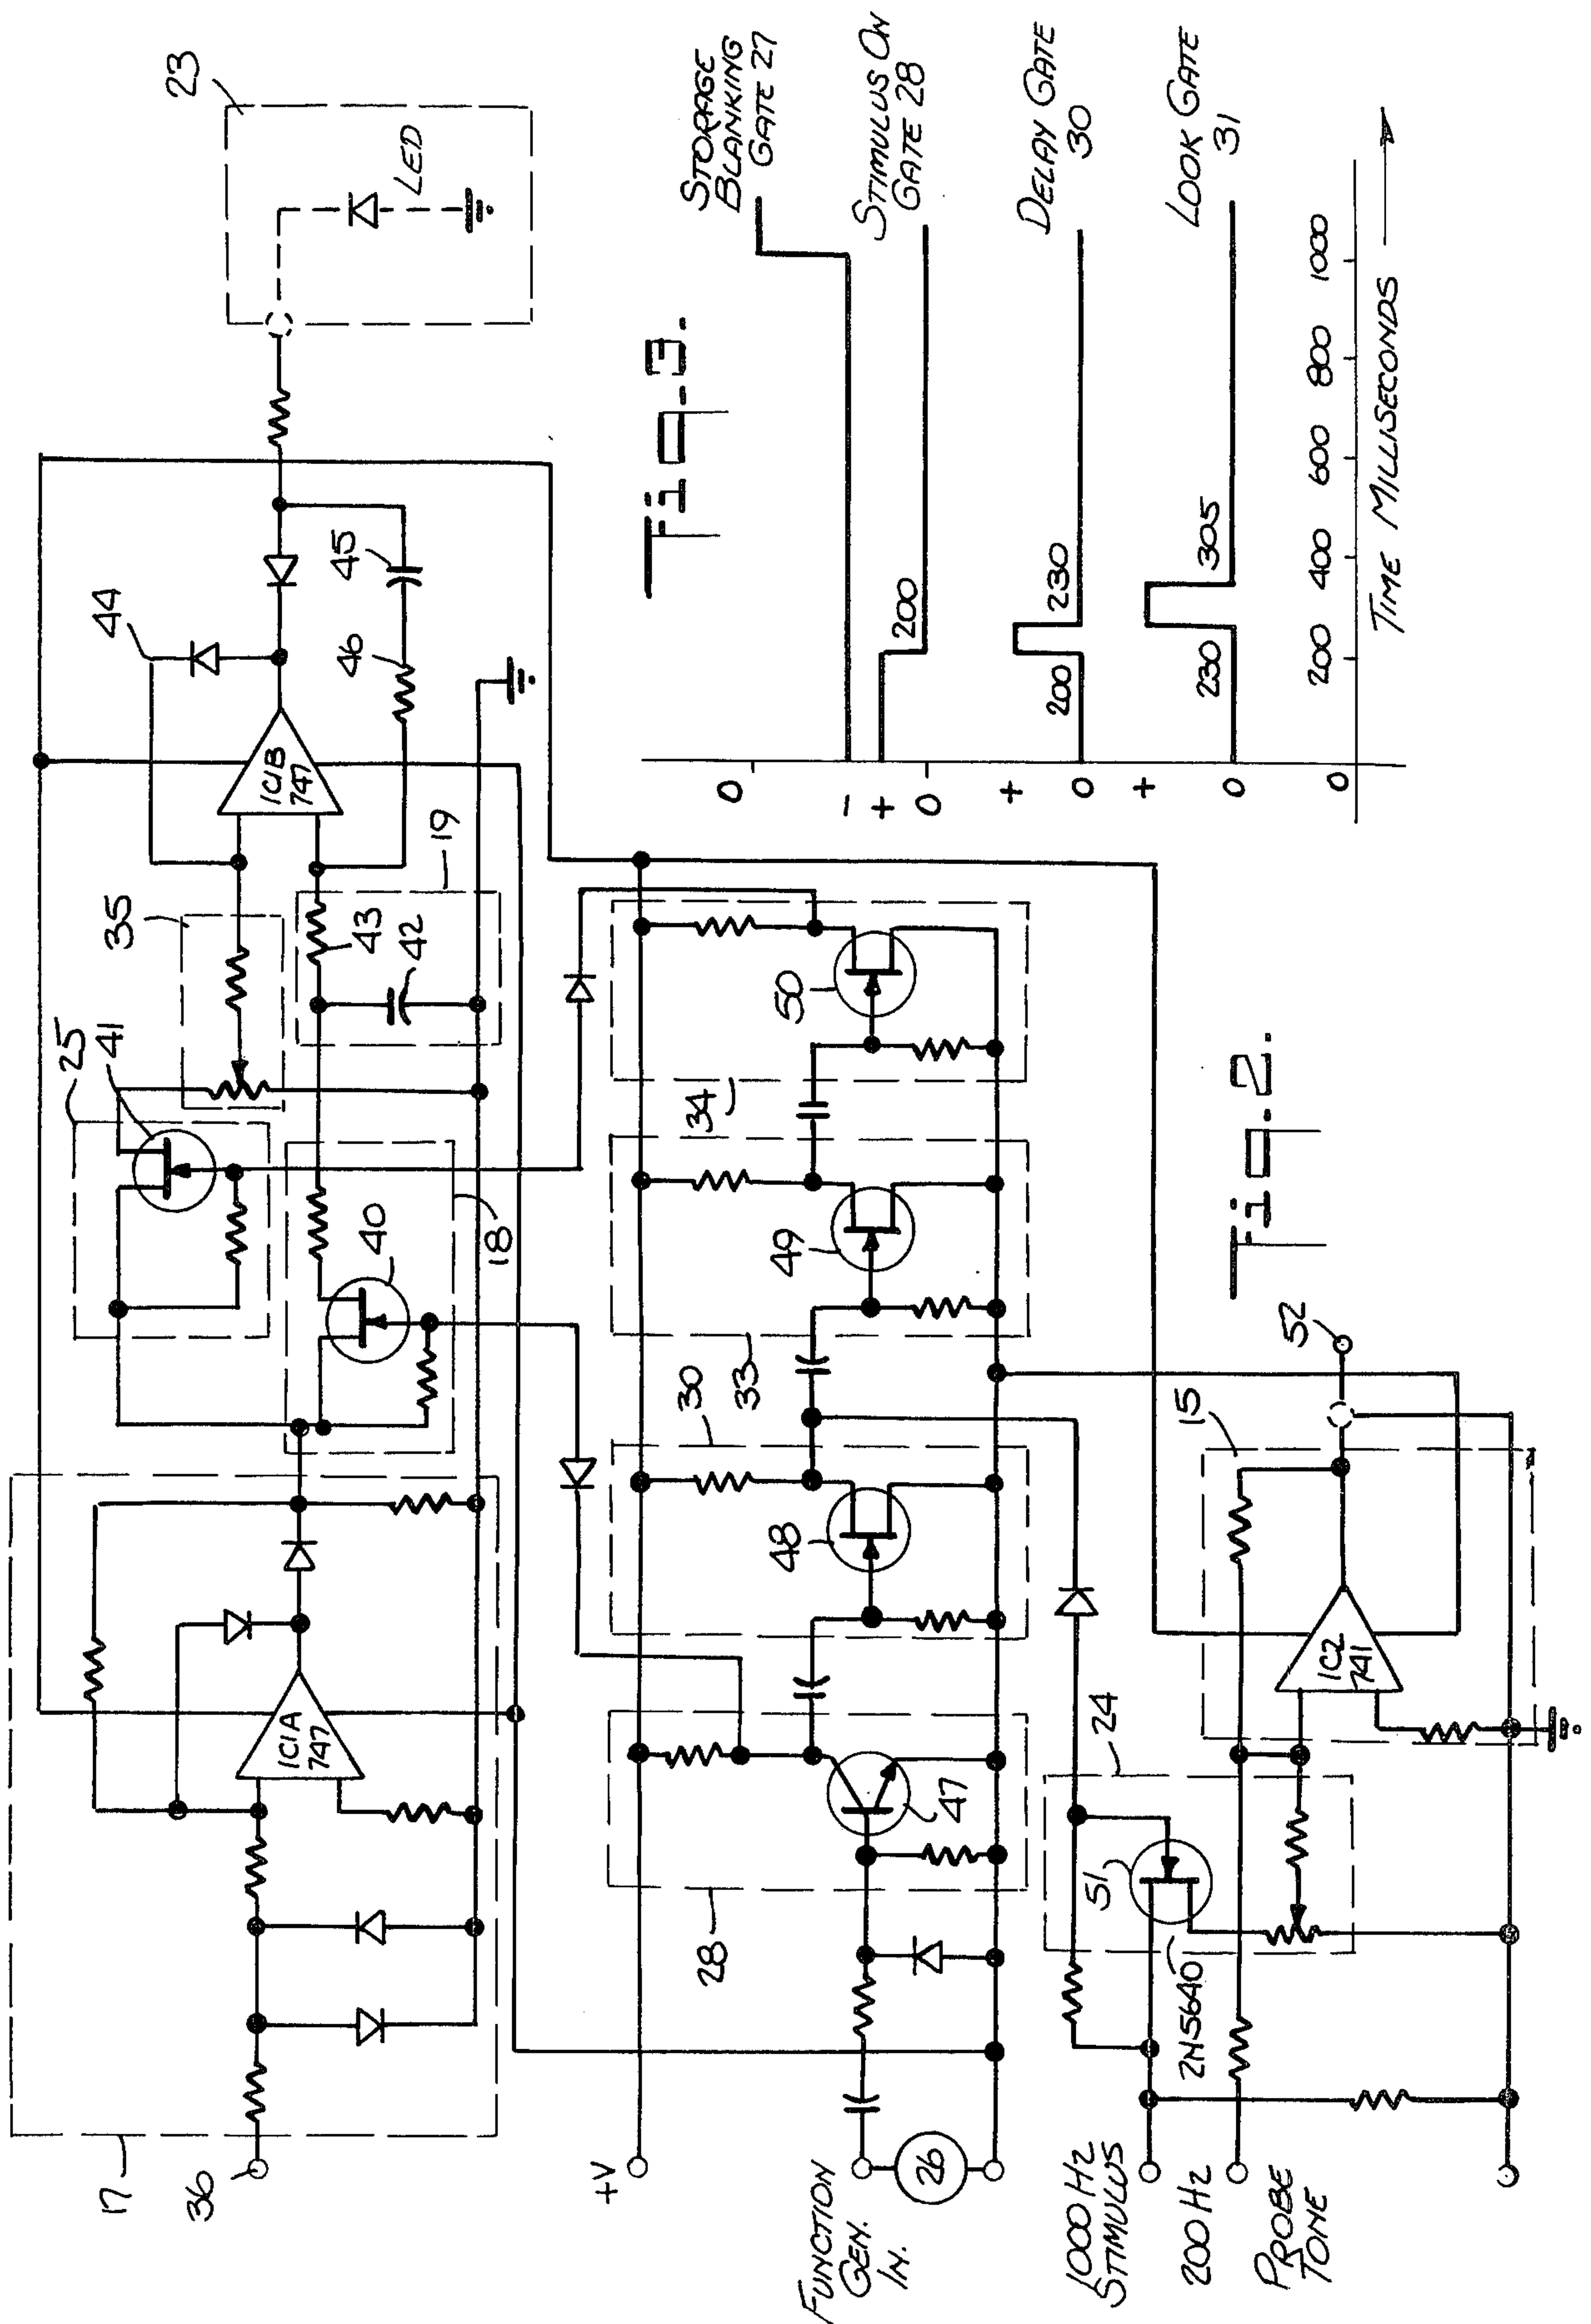 17
36
IC1A
747
25
41
35
IC1B
747
44
45
46
23
LED
40
18
43
42
19
+V
FUNCTION
GEN.
IN.
26
28
47
30
48
33
49
34
50
1000 HZ
STIMULUS
200 HZ
PROBE
TONE
51
2N5640
24
15
IC2
741
52
Fig. 2.
Fig. 3.
STORAGE
BLANKING
GATE 27
STIMULUS ON
GATE 28
DELAY GATE
30
LOOK GATE
31
0
-
+
0
200
+
0
200
230
+
0
230
305
0
200
400
600
800
1000
TIME MILLISECONDS